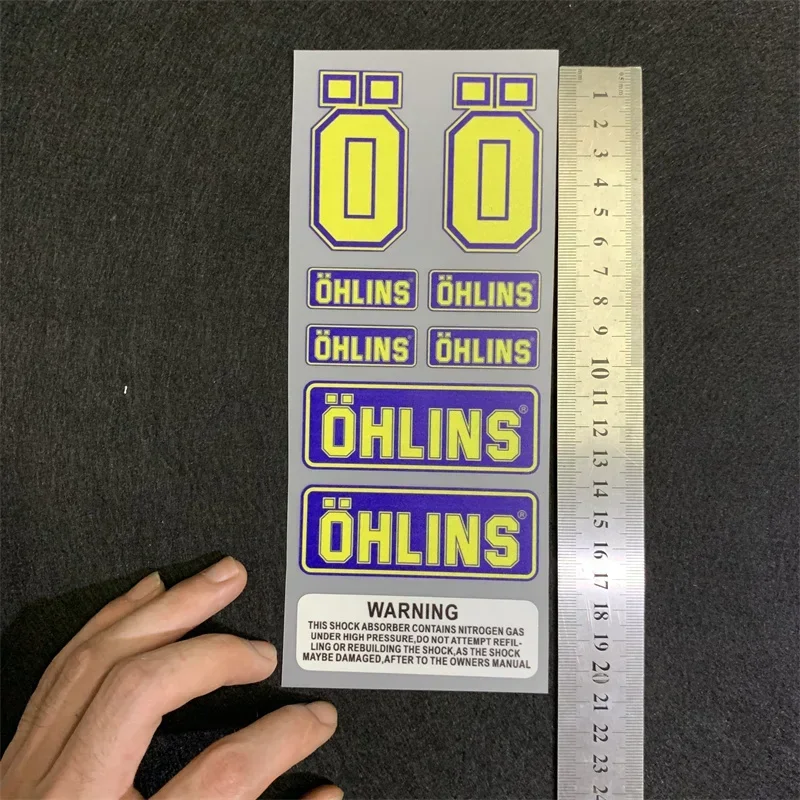 Ö Ö
ÖHLINS ÖHLINS
ÖHLINS ÖHLINS
ÖHLINS®
ÖHLINS®
WARNING
THIS SHOCK ABSORBER CONTAINS NITROGEN GAS
UNDER HIGH PRESSURE,DO NOT ATTEMPT REFIL-
LING OR REBUILDING THE SHOCK,AS THE SHOCK
MAYBE DAMAGED,AFTER TO THE OWNERS MANUAL
1
2
3
4
5
6
7
8
9
10
11
12
13
14
15
16
17
18
19
20
21
22
23
24